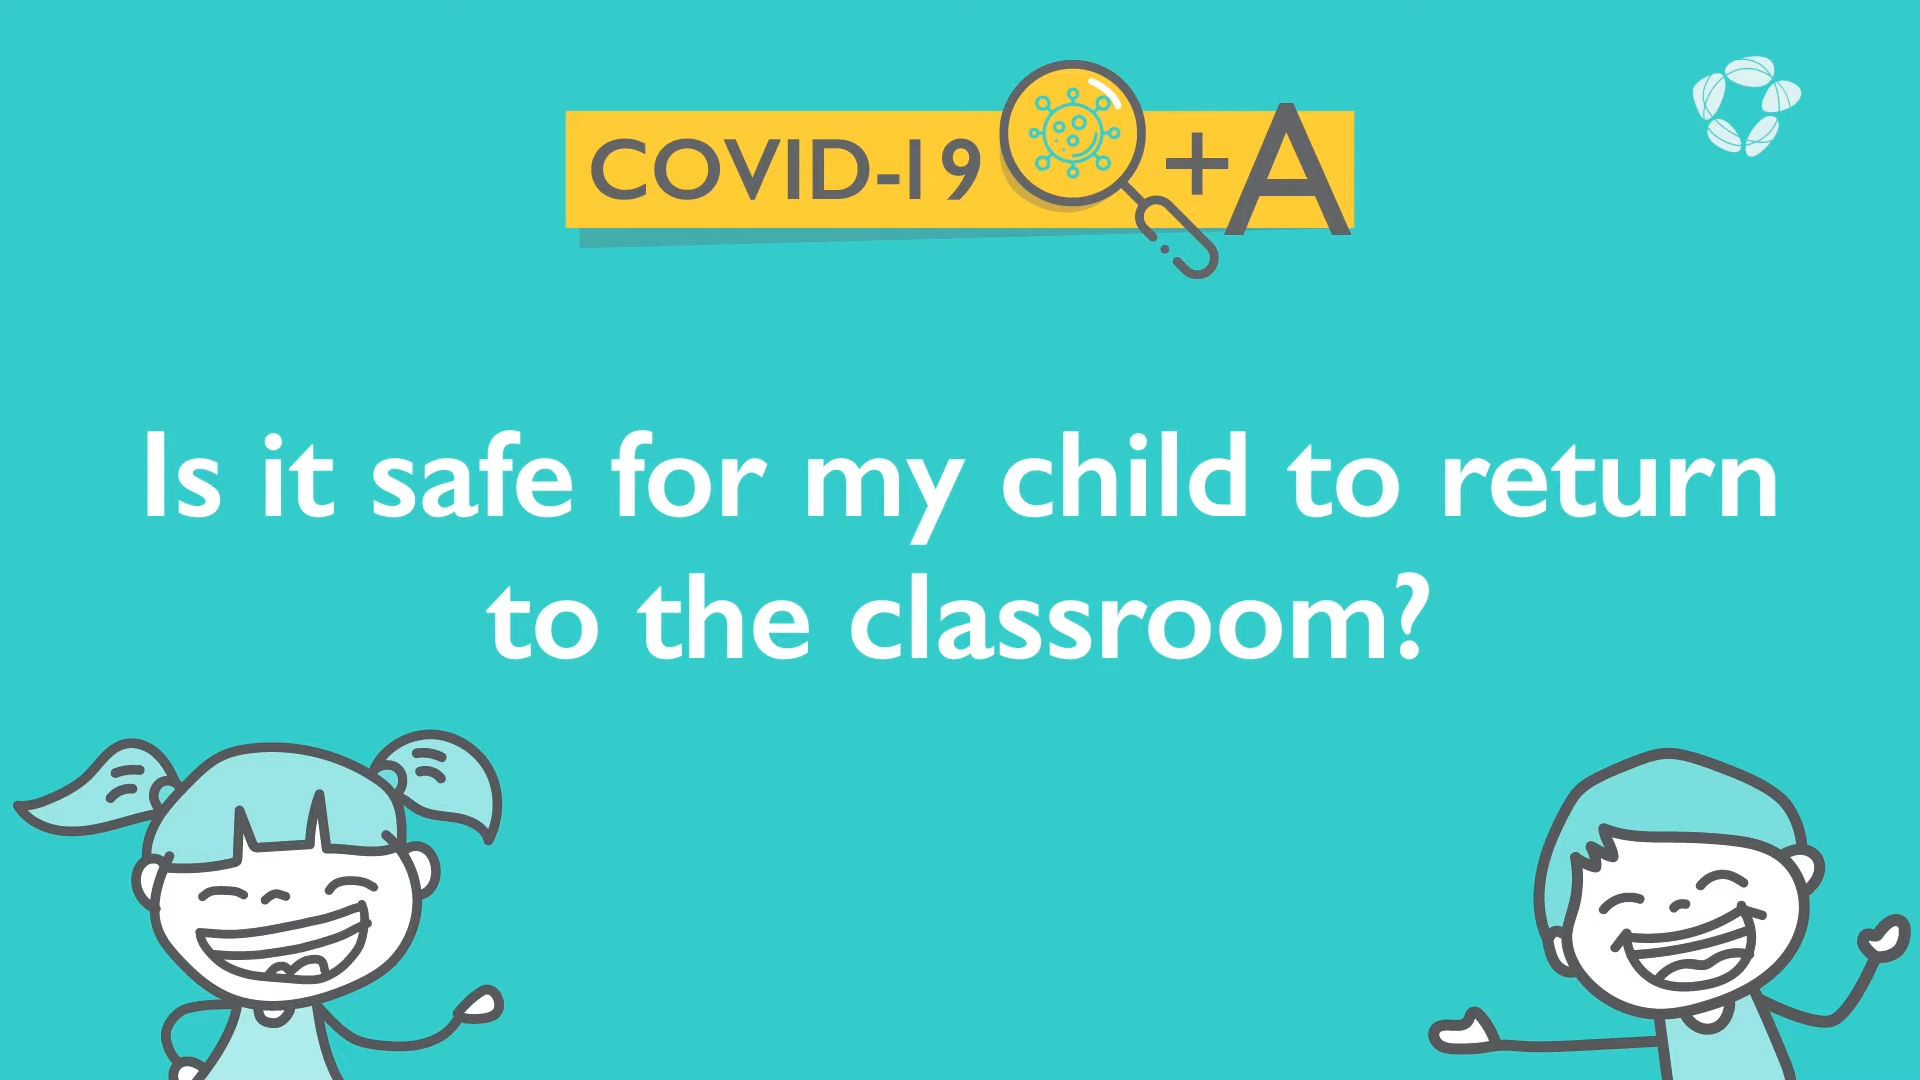 COVID-19 Q+A
Is it safe for my child to return
to the classroom?